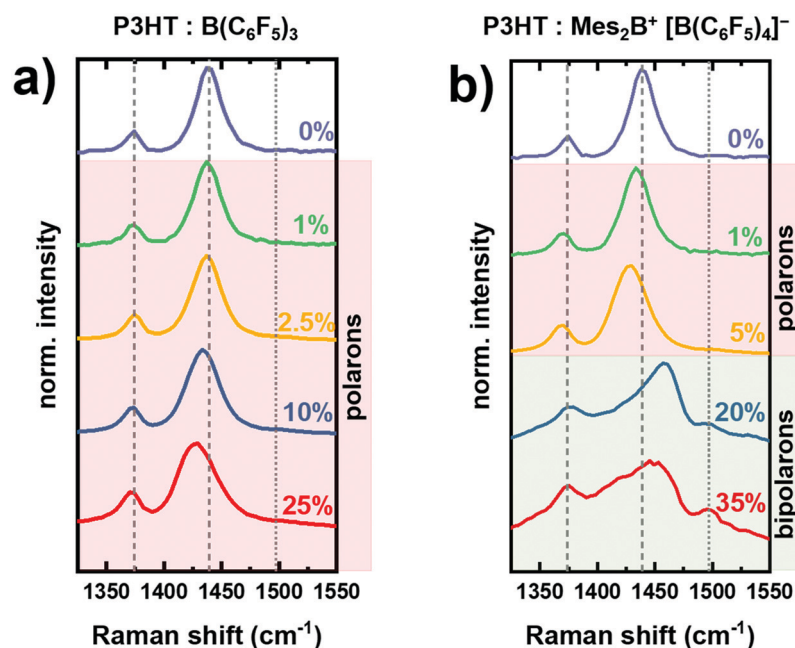 P3HT : B(C₆F₅)₃
a)
0%
1%
2.5%
10%
25%
polarons
norm. intensity
1350 1400 1450 1500 1550
Raman shift (cm⁻¹)
P3HT : Mes₂B⁺ [B(C₆F₅)₄]⁻
b)
0%
1%
5%
20%
35%
polarons
bipolarons
norm. intensity
1350 1400 1450 1500 1550
Raman shift (cm⁻¹)